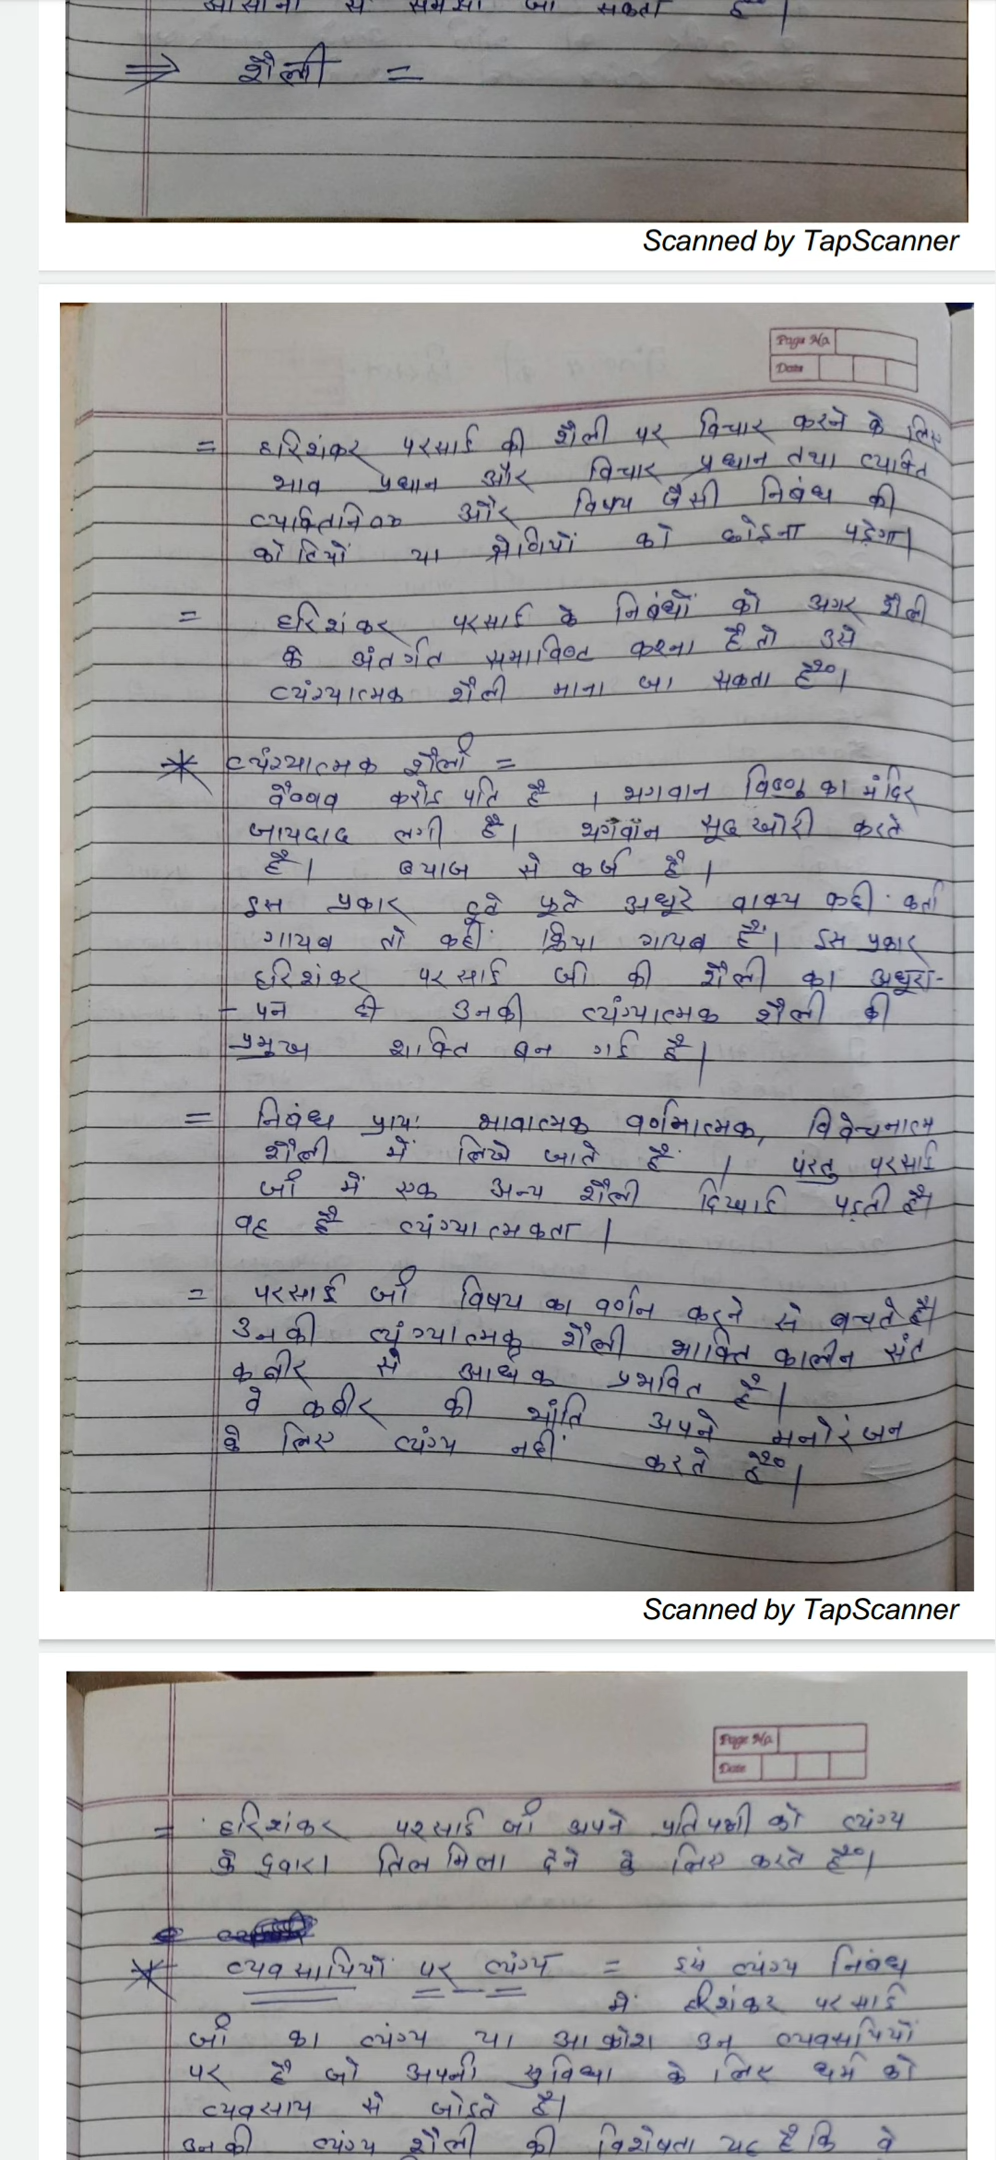 आसानी से समझा जा सकता है|
⇒ शैली =
Scanned by TapScanner
Page No.
Date
= हरिशंकर परसाई की शैली पर विचार करने के लिए
भाव प्रधान और विचार प्रधान तथा व्यक्ति
व्यक्तिनिष्ठ और विषय जैसी निबंध की
कोटियों या श्रेणियों को छोड़ना पड़ेगा|
= हरिशंकर परसाई के निबंधों को अगर शैली
के अंतर्गत समाविष्ट करना है तो उसे
व्यंग्यात्मक शैली माना जा सकता है|
* व्यंग्यात्मक शैली =
वैष्णव करोड़ पति है । भगवान विष्णु का मंदिर
जायदाद लगी है| भगवान सूद खोरी करते
है| ब्याज से कर्ज है|
इस प्रकार टूते फूते अधूरे वाक्य कही कर्ता
गायब तो कहीं क्रिया गायब है| इस प्रकार
हरिशंकर परसाई जी की शैली का अधूरा-
- पन ही उनकी व्यंग्यात्मक शैली की
प्रमुख शक्ति बन गई है|
= निबंध प्रायः भावात्मक वर्णनात्मक, विवेचनात्म
शैली में लिखे जाते है | परंतु परसाई
जी में एक अन्य शैली दिखाई पड़ती है|
वह है व्यंग्यात्मकता |
= परसाई जी विषय का वर्णन करने से बचते है|
उनकी व्यंग्यात्मक शैली भक्ति कालीन संत
कबीर से प्रभवित है|
वे कबीर की भांति अपने मनोरंजन
के लिए व्यंग्य नहीं करते है|
Scanned by TapScanner
Page No.
Date
= हरिशंकर परसाई जी अपने प्रतिपक्षी को व्यंग्य
के द्वारा तिलमिला देने के लिए करते है|
* व्यवसायियों पर व्यंग्य = इस व्यंग्य निबंध
में हरिशंकर परसाई
जी का व्यंग्य या आक्रोश उन व्यवसायियों
पर है जो अपनी सुविधा के लिए धर्म को
व्यवसाय से जोडते है|
उनकी व्यंग्य शैली की विशेषता यह है कि वे